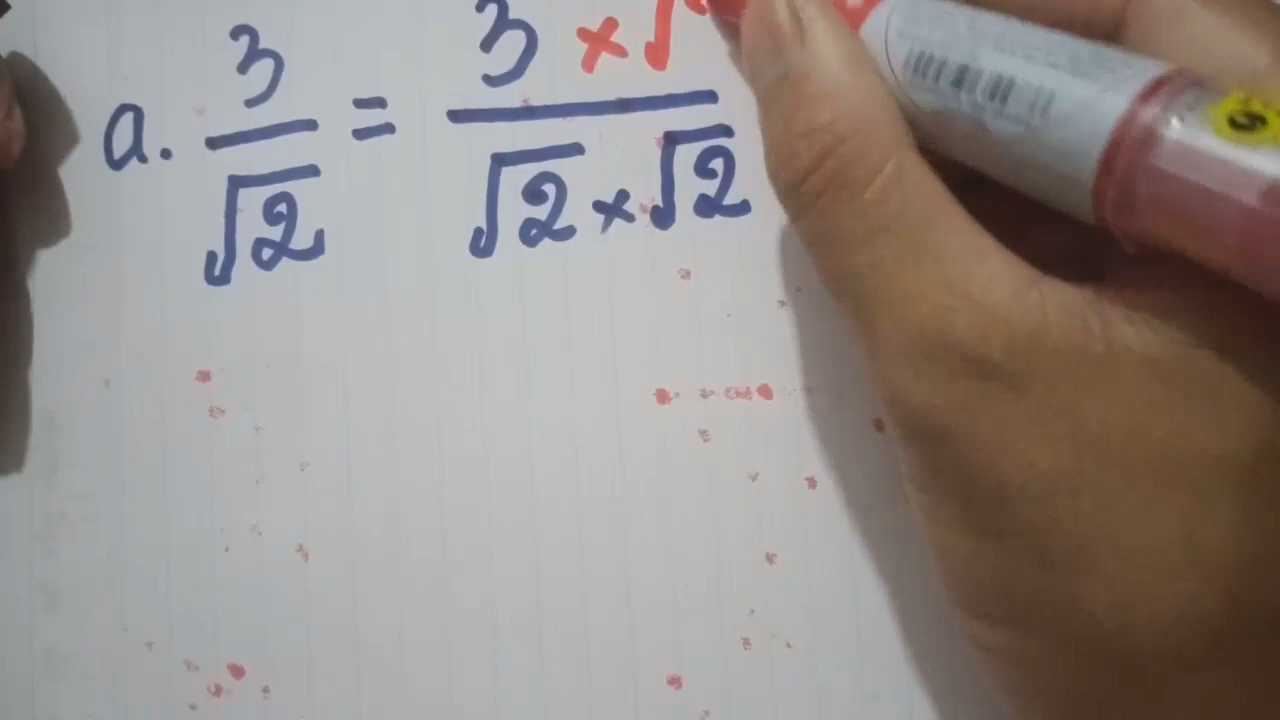 a. 3/√2 = 3 × √ / √2 × √2